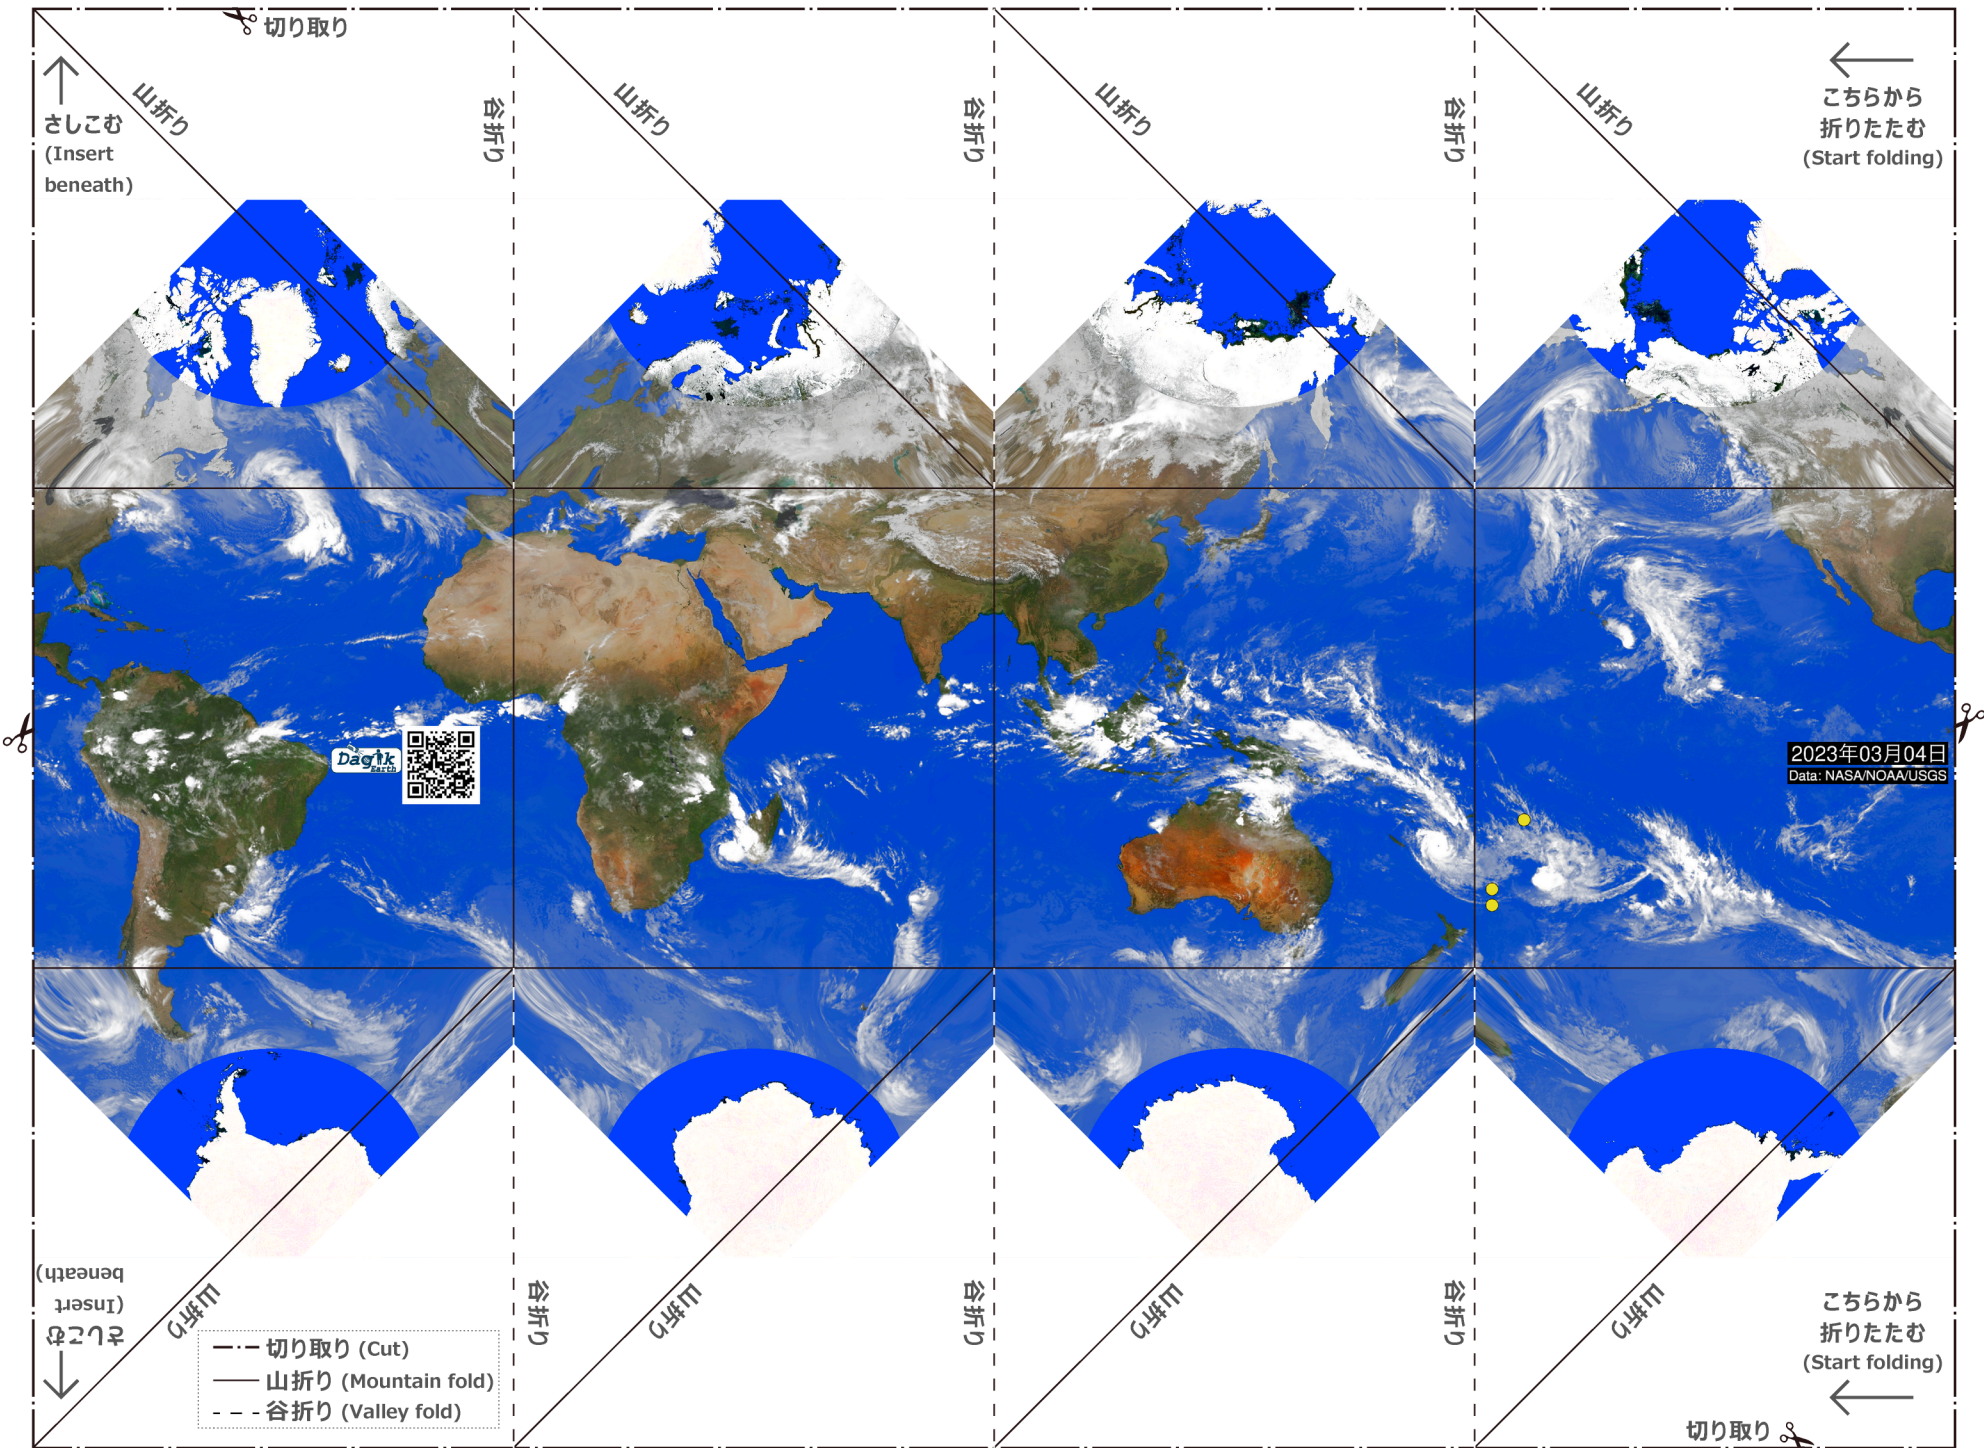 切り取り
山折り
谷折り
山折り
谷折り
山折り
谷折り
山折り
さしこむ
(Insert
beneath)
こちらから
折りたたむ
(Start folding)
Dagik
Earth
2023年03月04日
Data: NASA/NOAA/USGS
さしこむ
(Insert
beneath)
山折り
谷折り
山折り
谷折り
山折り
谷折り
山折り
こちらから
折りたたむ
(Start folding)
切り取り (Cut)
山折り (Mountain fold)
谷折り (Valley fold)
切り取り